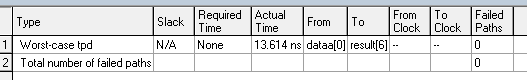 Type Slack Required Time Actual Time From To From Clock To Clock Failed Paths
1 Worst-case tpd N/A None 13.614 ns dataa[0] result[6] -- -- 0
2 Total number of failed paths 0